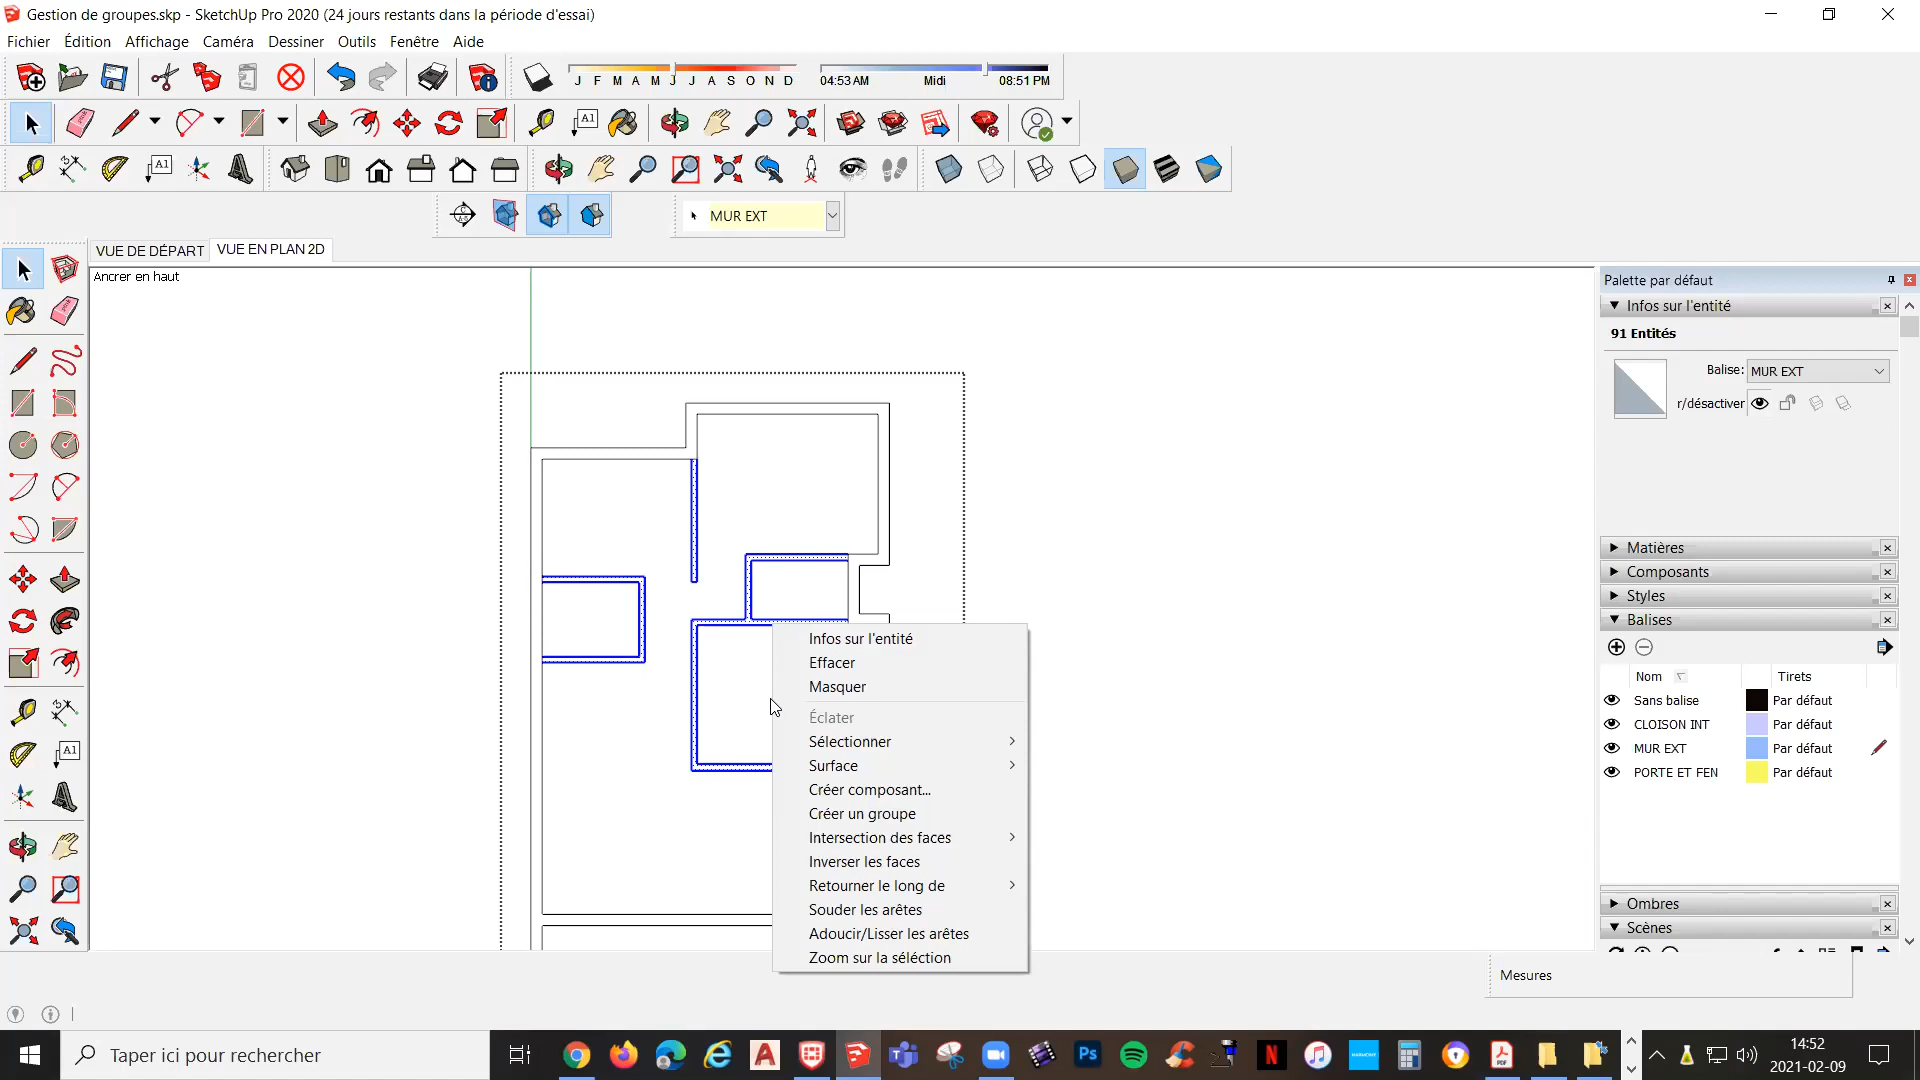 Gestion de groupes.skp - SketchUp Pro 2020 (24 jours restants dans la période d'essai)
Fichier Édition Affichage Caméra Dessiner Outils Fenêtre Aide
J F M A M J J A S O N D
04:53 AM Midi 08:51 PM
A1
A1
MUR EXT
VUE DE DÉPART VUE EN PLAN 2D
Ancrer en haut
A1
Infos sur l'entité
Effacer
Masquer
Éclater
Sélectionner
Surface
Créer composant...
Créer un groupe
Intersection des faces
Inverser les faces
Retourner le long de
Souder les arêtes
Adoucir/Lisser les arêtes
Zoom sur la séléction
Palette par défaut
Infos sur l'entité
91 Entités
Balise: MUR EXT
r/désactiver
Matières
Composants
Styles
Balises
Nom Tirets
Sans balise Par défaut
CLOISON INT Par défaut
MUR EXT Par défaut
PORTE ET FEN Par défaut
Ombres
Scènes
Mesures
Taper ici pour rechercher
Ps
14:52
2021-02-09